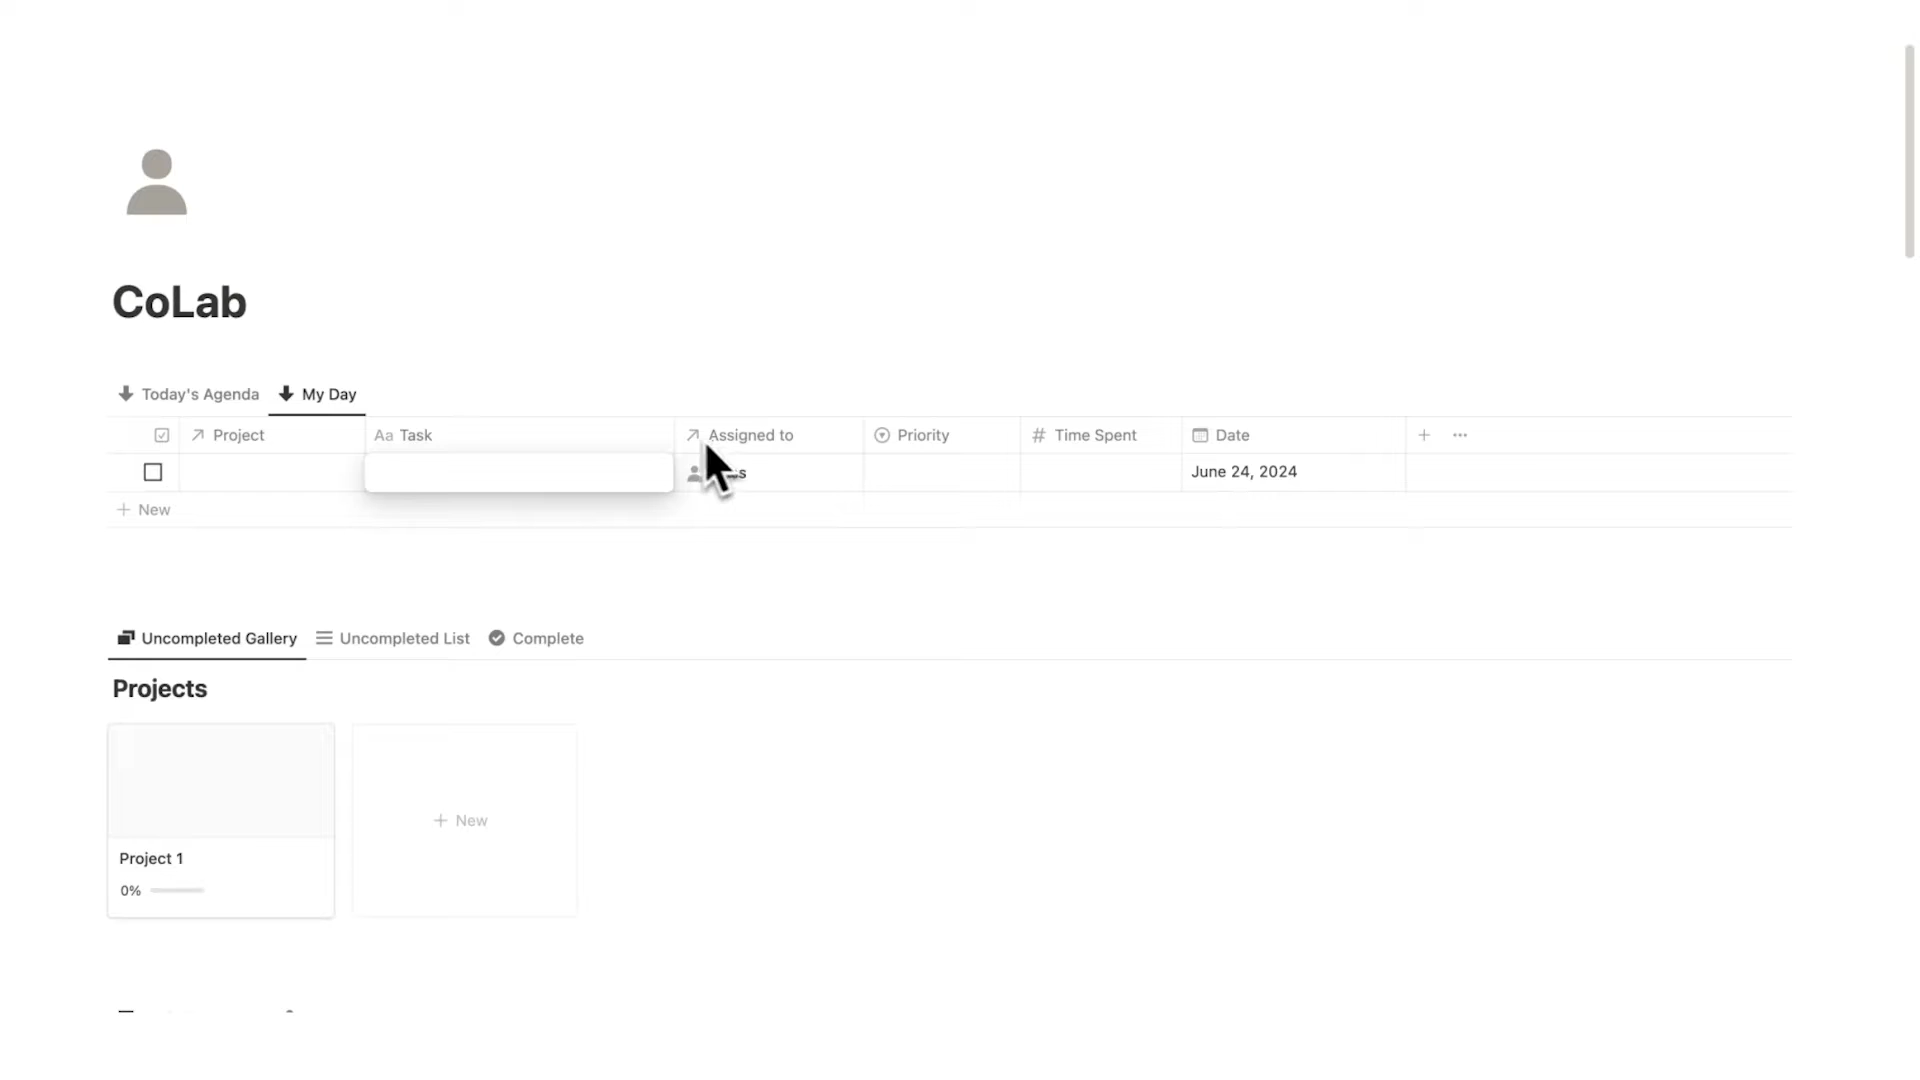 CoLab
Today's Agenda My Day
Project Aa Task Assigned to Priority # Time Spent Date
June 24, 2024
+ New
Uncompleted Gallery Uncompleted List Complete
Projects
+ New
Project 1
0%